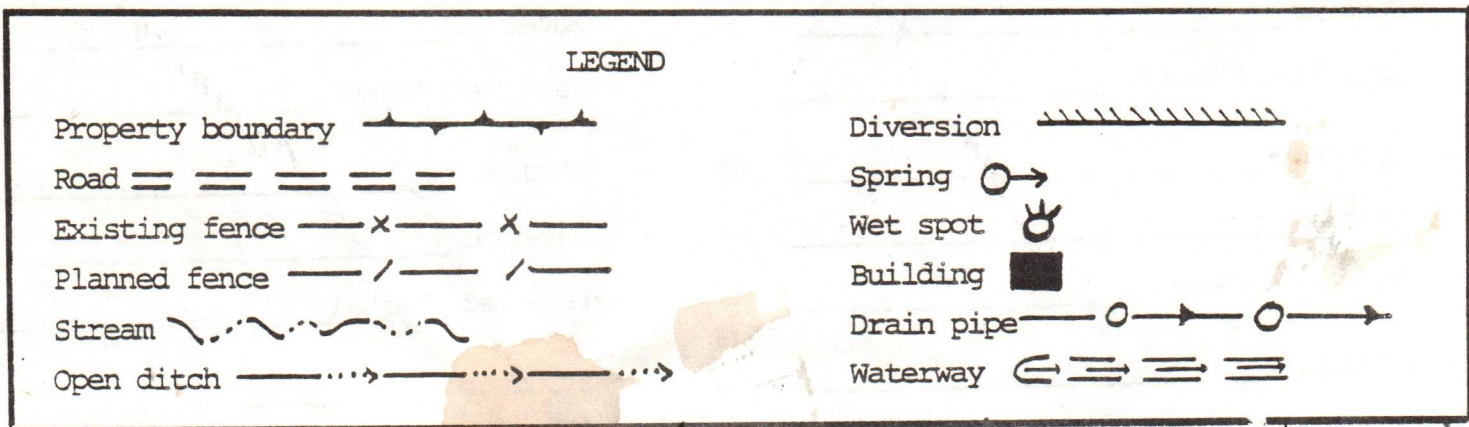 LEGEND
Property boundary
Road
Existing fence
Planned fence
Stream
Open ditch
Diversion
Spring
Wet spot
Building
Drain pipe
Waterway